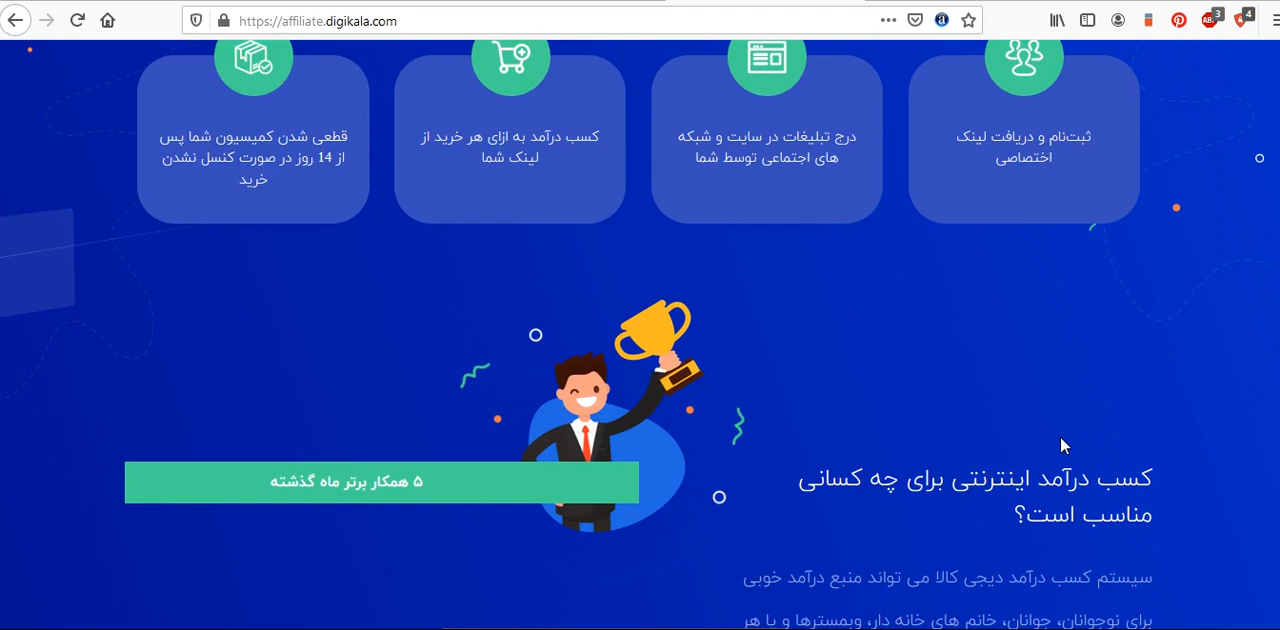 https://affiliate.digikala.com
3
4
ثبت‌نام و دریافت لینک
اختصاصی
درج تبلیغات در سایت و شبکه
های اجتماعی توسط شما
کسب درآمد به ازای هر خرید از
لینک شما
قطعی شدن کمیسیون شما پس
از 14 روز در صورت کنسل نشدن
خرید
۵ همکار برتر ماه گذشته
کسب درآمد اینترنتی برای چه کسانی
مناسب است؟
سیستم کسب درآمد دیجی کالا می تواند منبع درآمد خوبی
برای نوجوانان، جوانان، خانم های خانه دار، وبمسترها و یا هر